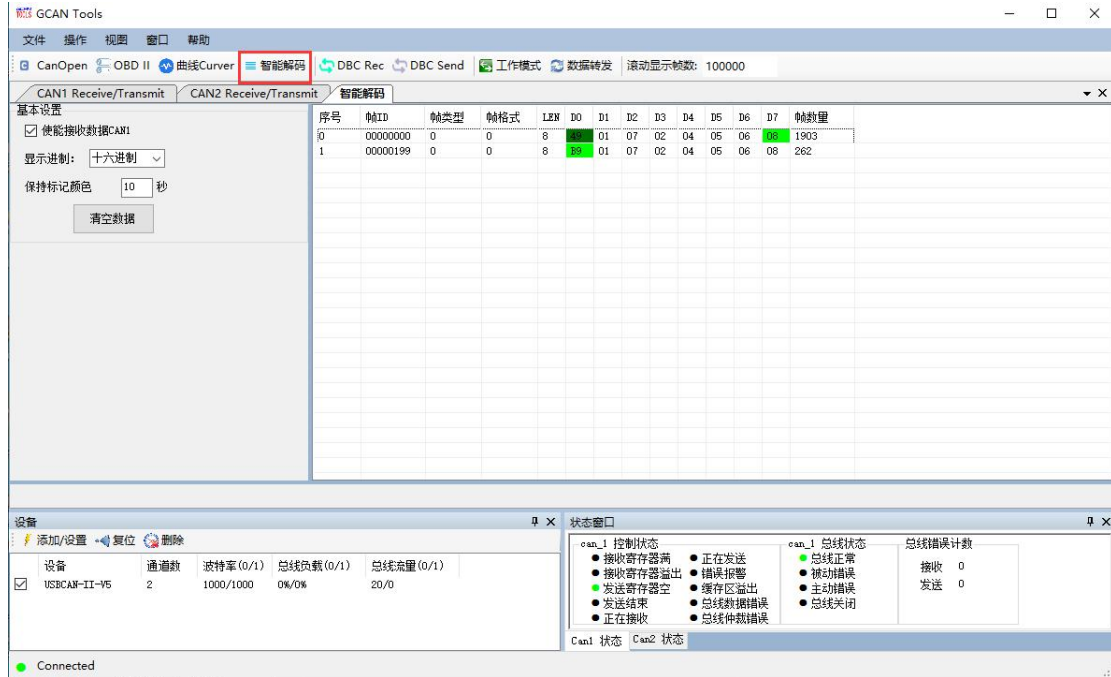 GCAN Tools
文件 操作 视图 窗口 帮助
CanOpen OBD II 曲线Curver 智能解码 DBC Rec DBC Send 工作模式 数据转发 滚动显示帧数: 100000
CAN1 Receive/Transmit CAN2 Receive/Transmit 智能解码
基本设置
使能接收数据CAN1
显示进制: 十六进制
保持标记颜色 10 秒
清空数据
序号 帧ID 帧类型 帧格式 LEN D0 D1 D2 D3 D4 D5 D6 D7 帧数量
0 00000000 0 0 8 49 01 07 02 04 05 06 08 1903
1 00000199 0 0 8 B9 01 07 02 04 05 06 08 262
设备
添加/设置 复位 删除
设备 通道数 波特率(0/1) 总线负载(0/1) 总线流量(0/1)
USBCAN-II-V5 2 1000/1000 0%/0% 20/0
状态窗口
can_1 控制状态
接收寄存器满 正在发送
接收寄存器溢出 错误报警
发送寄存器空 缓存区溢出
发送结束 总线数据错误
正在接收 总线仲裁错误
can_1 总线状态
总线正常
被动错误
主动错误
总线关闭
总线错误计数
接收 0
发送 0
Can1 状态 Can2 状态
Connected